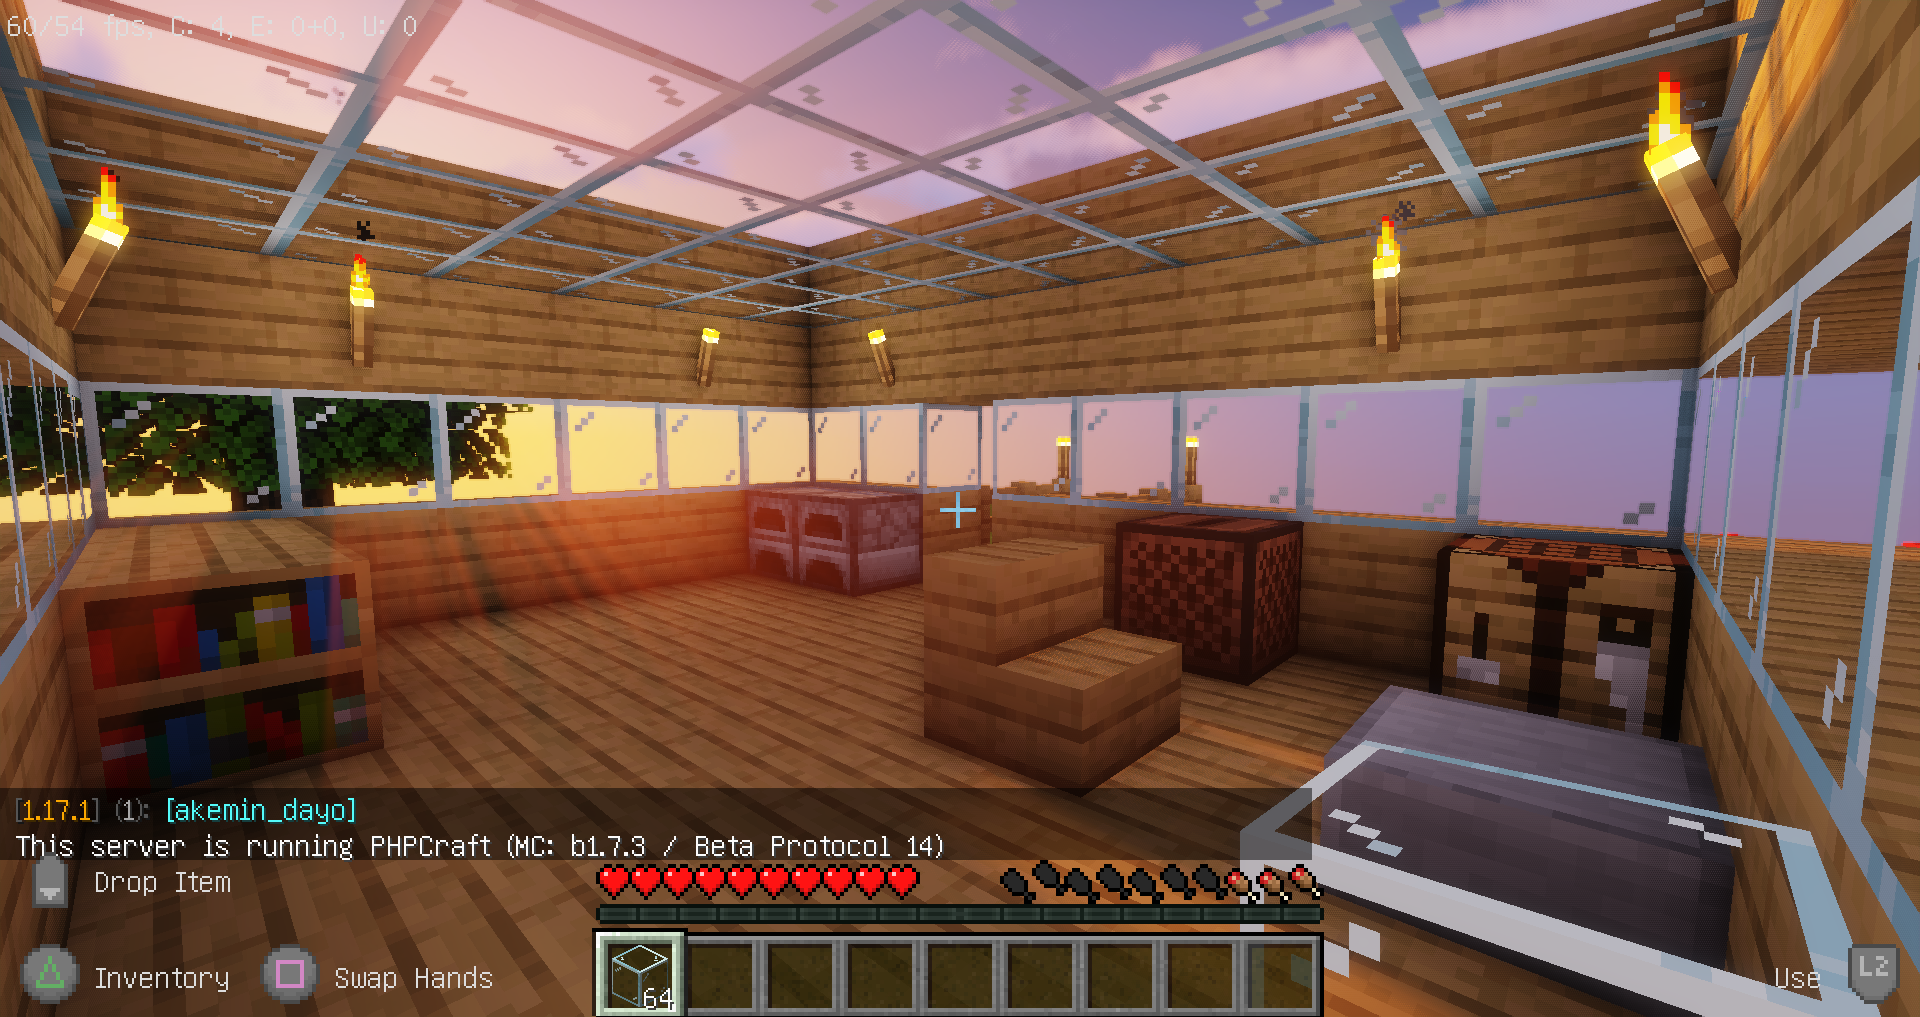 60/54 fps, C: 4, E: 0+0, U: 0
[1.17.1] (1): [akemin_dayo]
This server is running PHPCraft (MC: b1.7.3 / Beta Protocol 14)
Drop Item
Inventory
Swap Hands
64
Use
L2